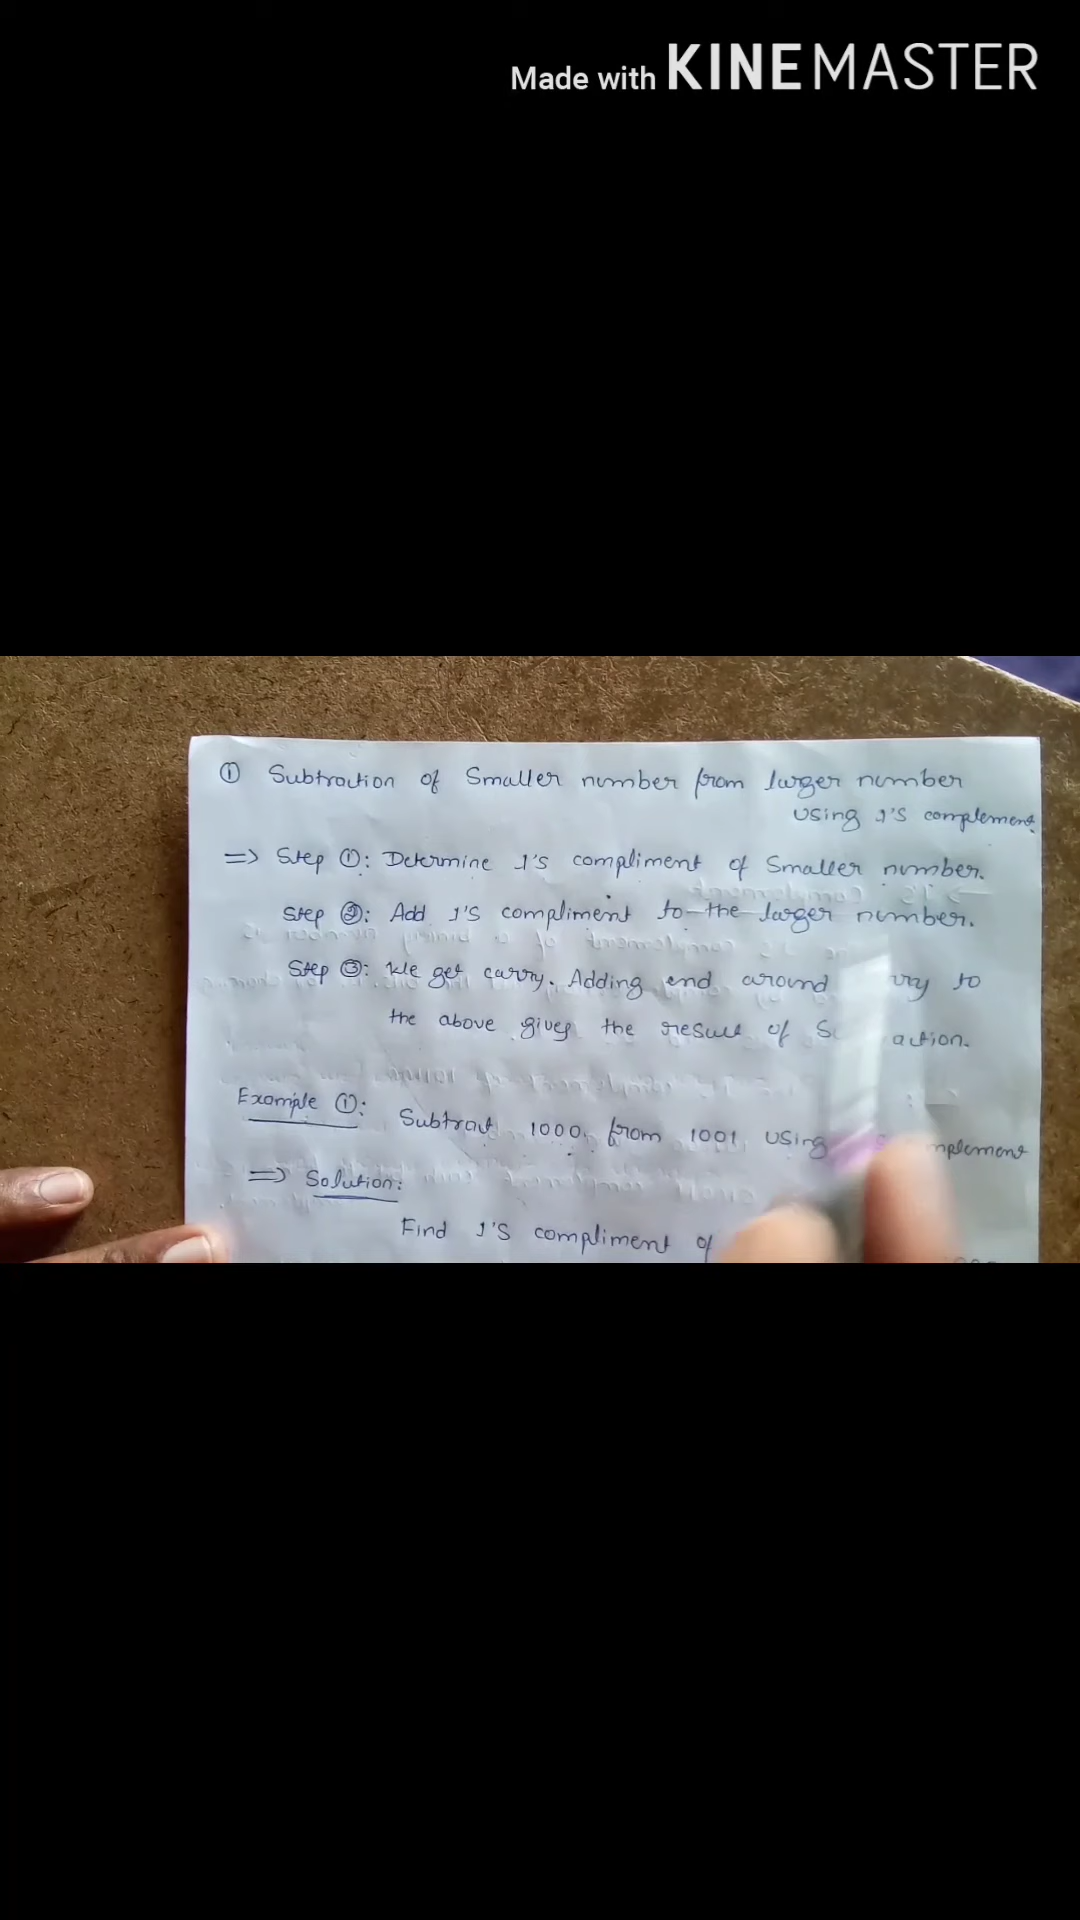 Made with KINEMASTER
① Subtraction of Smaller number from larger number
using 1's complement
=> Step ①: Determine 1's compliment of Smaller number.
Step ②: Add 1's compliment to the larger number.
Step ③: We get carry. Adding end around to
the above gives the result of
Example ①: Subtract 1000 from 1001 using
=> Solution:
Find 1's compliment of